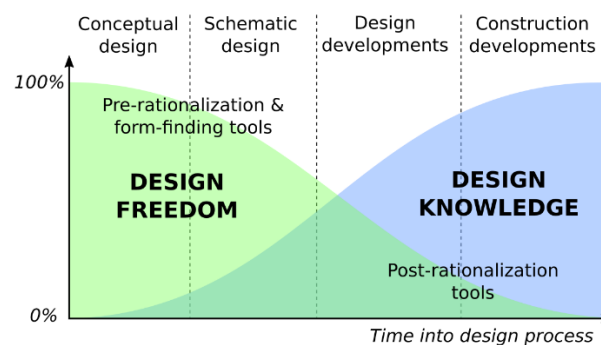 Conceptual
design
Schematic
design
Design
developments
Construction
developments
100%
Pre-rationalization &
form-finding tools
DESIGN
FREEDOM
DESIGN
KNOWLEDGE
Post-rationalization
tools
0%
Time into design process